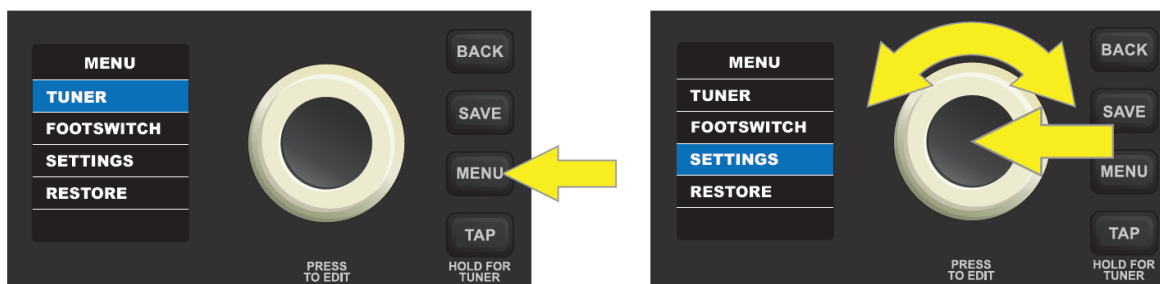 MENU
TUNER
FOOTSWITCH
SETTINGS
RESTORE
BACK
SAVE
MENU
TAP
PRESS
TO EDIT
HOLD FOR
TUNER
MENU
TUNER
FOOTSWITCH
SETTINGS
RESTORE
BACK
SAVE
MENU
TAP
PRESS
TO EDIT
HOLD FOR
TUNER